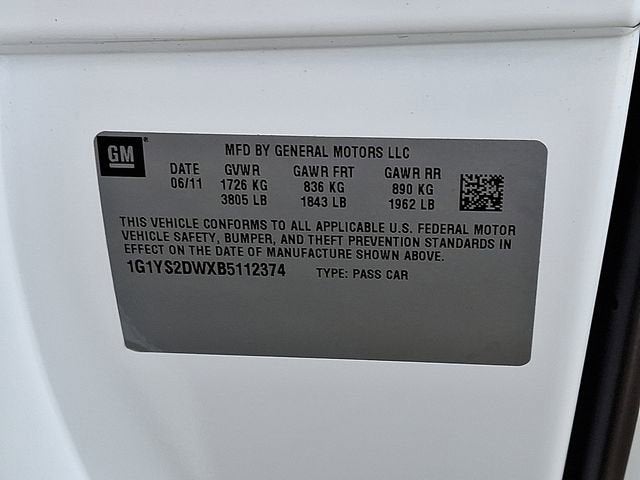 GM
MFD BY GENERAL MOTORS LLC
DATE GVWR GAWR FRT GAWR RR
06/11 1726 KG 836 KG 890 KG
3805 LB 1843 LB 1962 LB
THIS VEHICLE CONFORMS TO ALL APPLICABLE U.S. FEDERAL MOTOR
VEHICLE SAFETY, BUMPER, AND THEFT PREVENTION STANDARDS IN
EFFECT ON THE DATE OF MANUFACTURE SHOWN ABOVE.
1G1YS2DWXB5112374 TYPE: PASS CAR